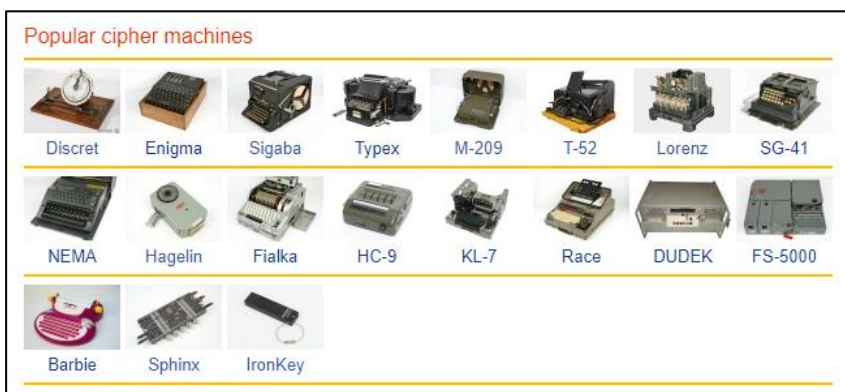 Popular cipher machines
Discret Enigma Sigaba Typex M-209 T-52 Lorenz SG-41
NEMA Hagelin Fialka HC-9 KL-7 Race DUDEK FS-5000
Barbie Sphinx IronKey